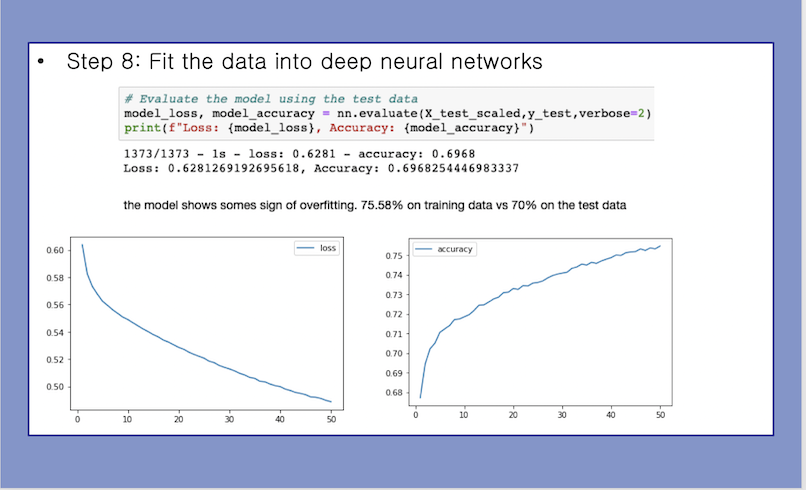 • Step 8: Fit the data into deep neural networks
# Evaluate the model using the test data
model_loss, model_accuracy = nn.evaluate(X_test_scaled,y_test,verbose=2)
print(f"Loss: {model_loss}, Accuracy: {model_accuracy}")
1373/1373 - 1s - loss: 0.6281 - accuracy: 0.6968
Loss: 0.6281269192695618, Accuracy: 0.6968254446983337
the model shows somes sign of overfitting. 75.58% on training data vs 70% on the test data
loss
0.60
0.58
0.56
0.54
0.52
0.50
0 10 20 30 40 50
accuracy
0.75
0.74
0.73
0.72
0.71
0.70
0.69
0.68
0 10 20 30 40 50